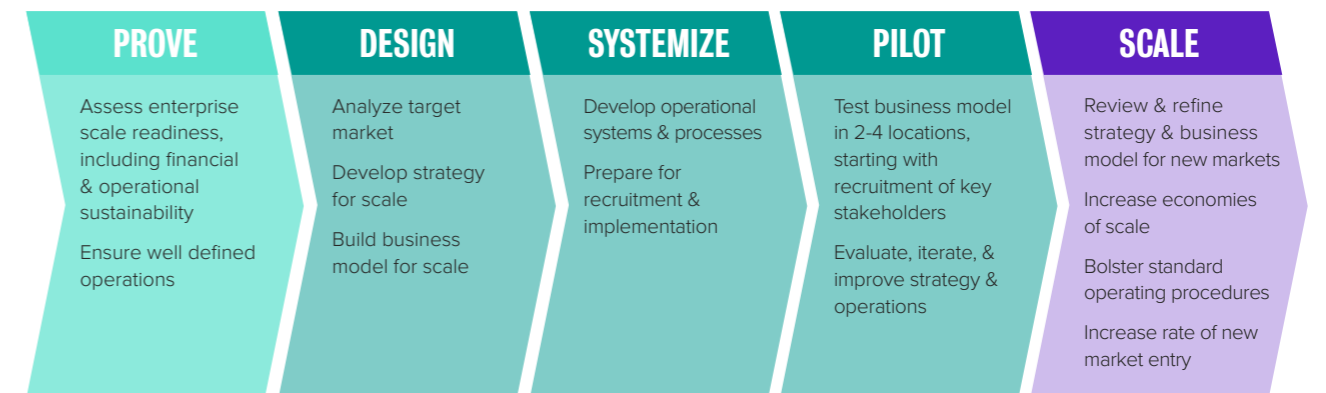 PROVE
Assess enterprise
scale readiness,
including financial
& operational
sustainability
Ensure well defined
operations
DESIGN
Analyze target
market
Develop strategy
for scale
Build business
model for scale
SYSTEMIZE
Develop operational
systems & processes
Prepare for
recruitment &
implementation
PILOT
Test business model
in 2-4 locations,
starting with
recruitment of key
stakeholders
Evaluate, iterate, &
improve strategy &
operations
SCALE
Review & refine
strategy & business
model for new markets
Increase economies
of scale
Bolster standard
operating procedures
Increase rate of new
market entry